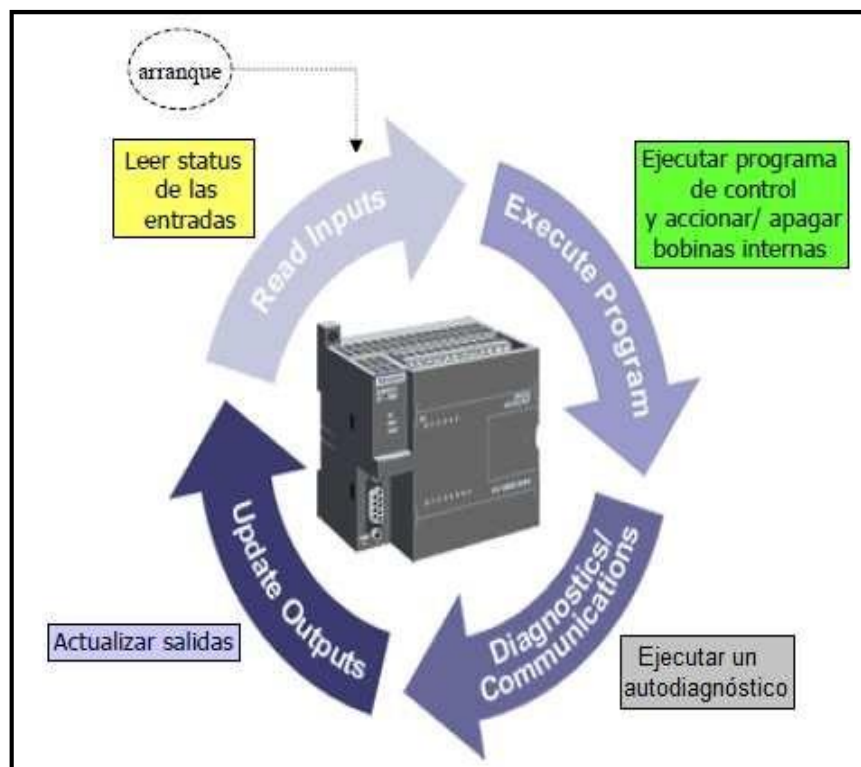 arranque
Leer status
de las
entradas
Read Inputs
Ejecutar programa
de control
y accionar/ apagar
bobinas internas
Execute Program
Diagnostics/
Communications
Ejecutar un
autodiagnóstico
Update Outputs
Actualizar salidas